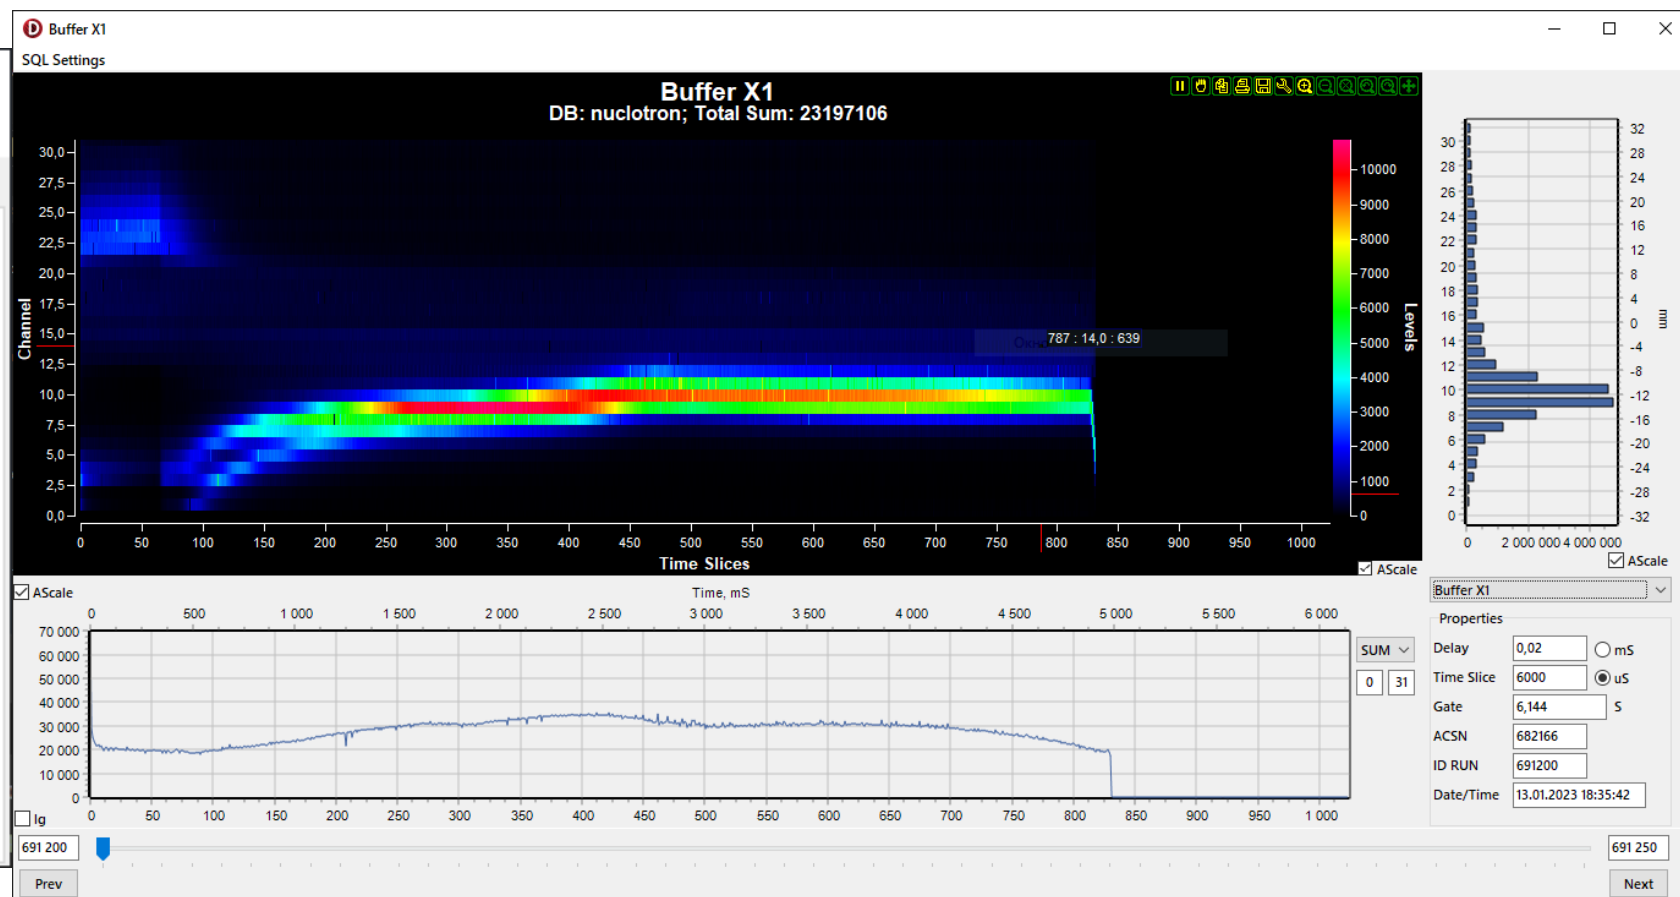 Buffer X1
SQL Settings
Buffer X1
DB: nuclotron; Total Sum: 23197106
30,0
27,5
25,0
22,5
20,0
17,5
15,0
12,5
10,0
7,5
5,0
2,5
0,0
Channel
787 : 14,0 : 639
0 50 100 150 200 250 300 350 400 450 500 550 600 650 700 750 800 850 900 950 1000
Time Slices
10000
9000
8000
7000
6000
5000
4000
3000
2000
1000
0
Levels
AScale
30
28
26
24
22
20
18
16
14
12
10
8
6
4
2
0
32
28
24
20
16
12
8
4
0
-4
-8
-12
-16
-20
-24
-28
-32
mm
0 2 000 000 4 000 000
AScale
AScale
Time, mS
0 500 1 000 1 500 2 000 2 500 3 000 3 500 4 000 4 500 5 000 5 500 6 000
70 000
60 000
50 000
40 000
30 000
20 000
10 000
0
0 50 100 150 200 250 300 350 400 450 500 550 600 650 700 750 800 850 900 950 1 000
Ig
SUM
0 31
Buffer X1
Properties
Delay 0,02 mS
Time Slice 6000 uS
Gate 6,144 S
ACSN 682166
ID RUN 691200
Date/Time 13.01.2023 18:35:42
691 200
691 250
Prev
Next